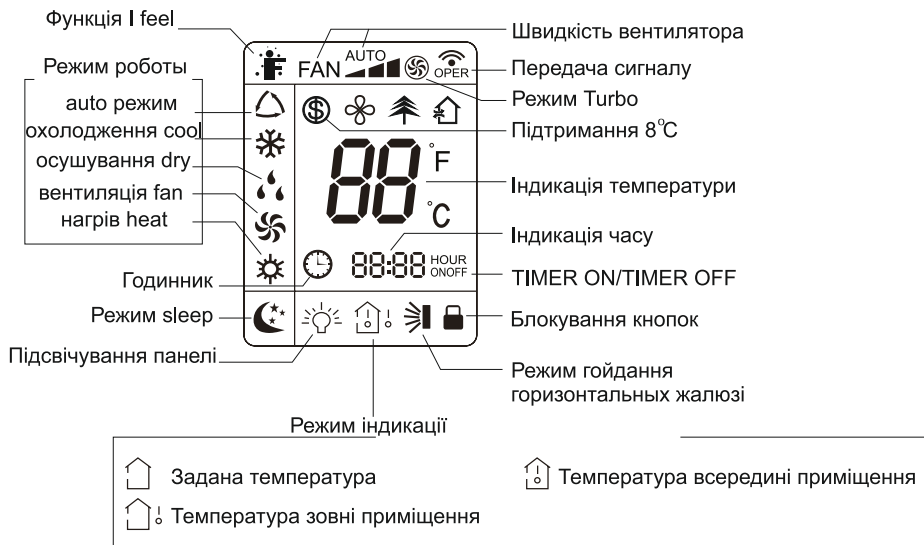 Функція I feel
Швидкість вентилятора
AUTO
FAN
OPER
Режим роботы
Передача сигналу
auto режим
Режим Turbo
охолодження cool
Підтримання 8°C
осушування dry
88
°F
°C
вентиляція fan
Індикація температури
нагрів heat
Індикація часу
88:88
HOUR
ONOFF
Годинник
TIMER ON/TIMER OFF
Режим sleep
Блокування кнопок
Підсвічування панелі
Режим гойдання
горизонтальных жалюзі
Режим індикації
Задана температура
Температура всередині приміщення
Температура зовні приміщення